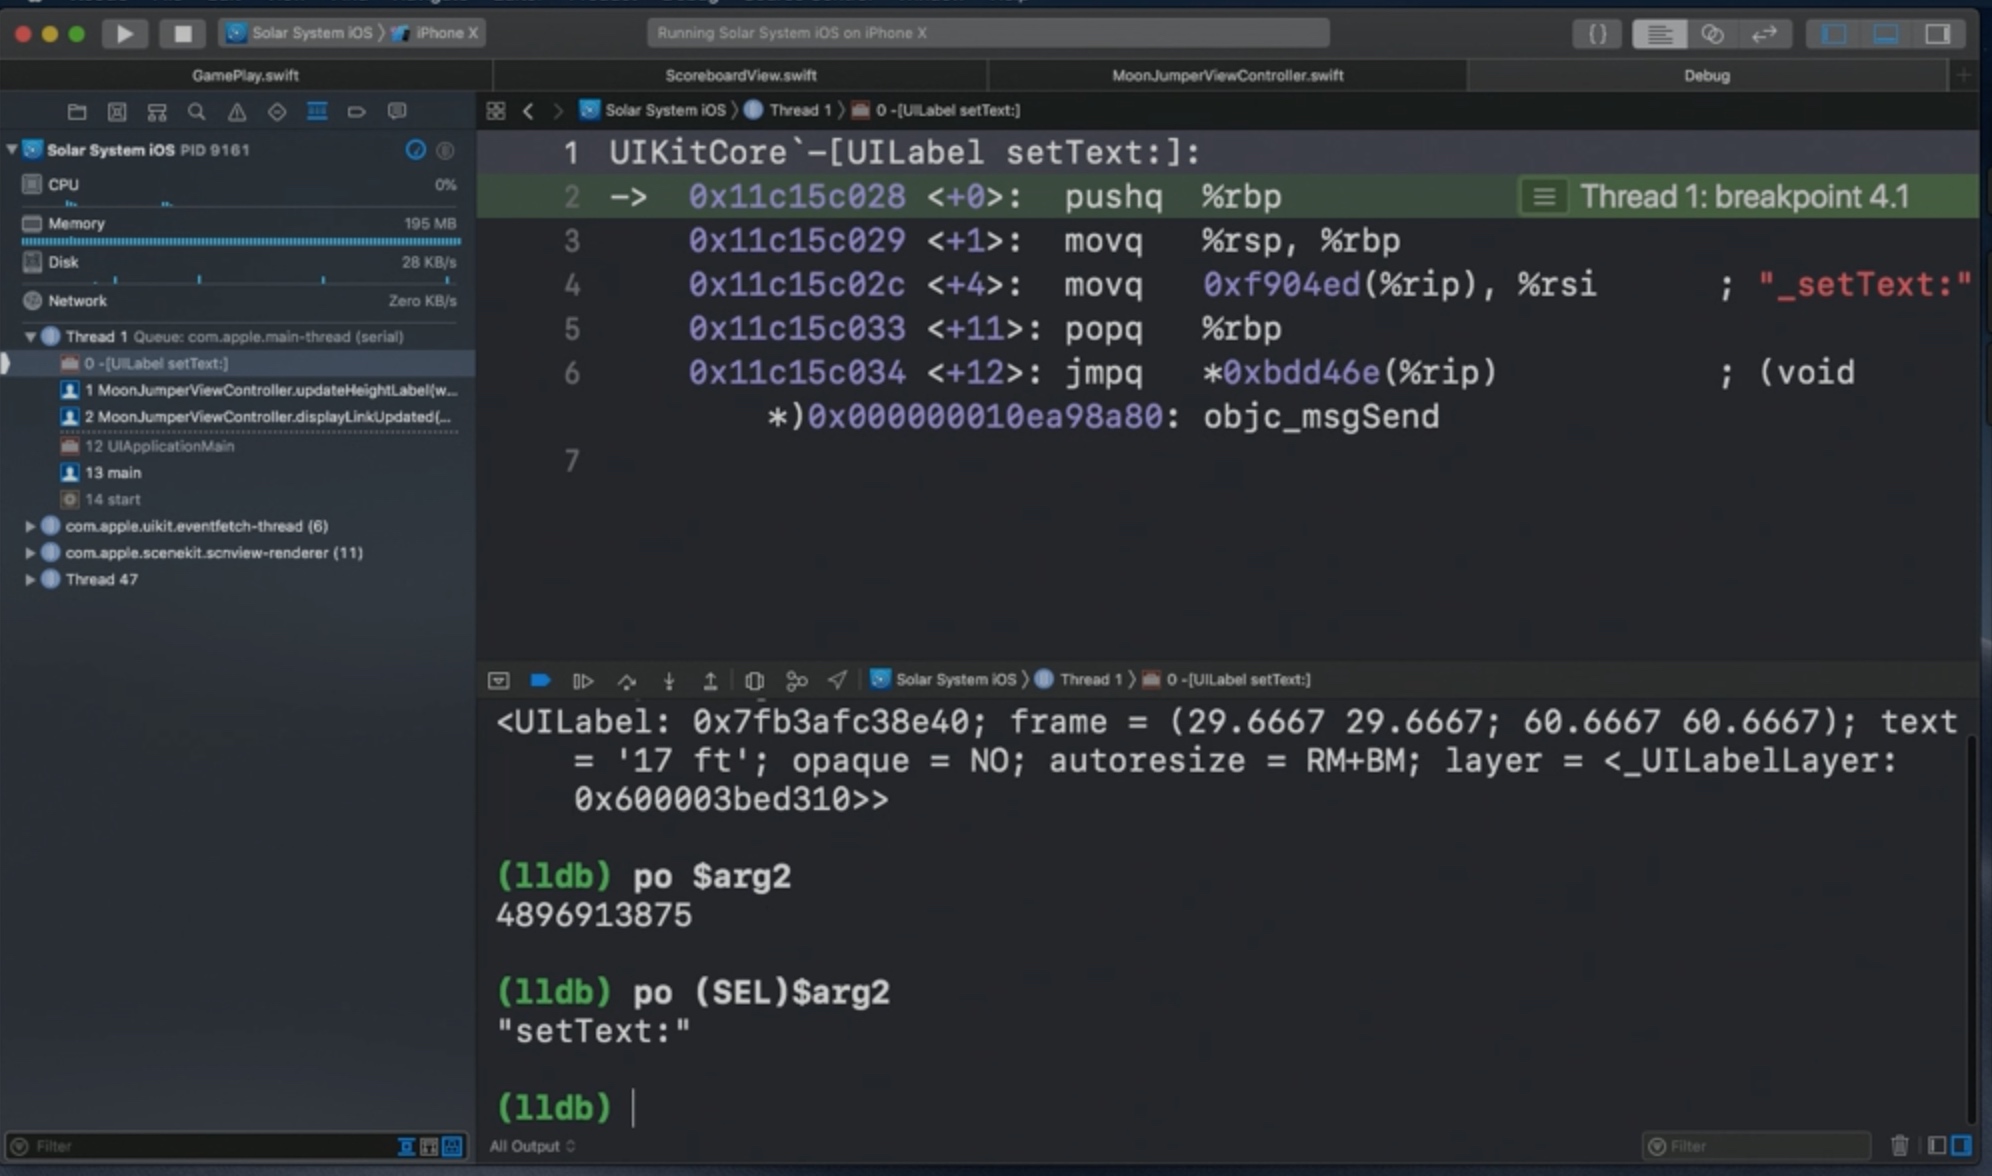 Solar System iOS 〉 iPhone X
Running Solar System iOS on iPhone X
{}
GamePlay.swift
ScoreboardView.swift
MoonJumperViewController.swift
Debug
Solar System iOS 〉 Thread 1 〉 0 -[UILabel setText:]
Solar System iOS PID 9161
CPU 0%
Memory 195 MB
Disk 28 KB/s
Network Zero KB/s
Thread 1 Queue: com.apple.main-thread (serial)
0 -[UILabel setText:]
1 MoonJumperViewController.updateHeightLabel(w...
2 MoonJumperViewController.displayLinkUpdated(...
12 UIApplicationMain
13 main
14 start
com.apple.uikit.eventfetch-thread (6)
com.apple.scenekit.scnview-renderer (11)
Thread 47
Filter
1 UIKitCore`-[UILabel setText:]:
2 -> 0x11c15c028 <+0>: pushq %rbp
Thread 1: breakpoint 4.1
3 0x11c15c029 <+1>: movq %rsp, %rbp
4 0x11c15c02c <+4>: movq 0xf904ed(%rip), %rsi ; "_setText:"
5 0x11c15c033 <+11>: popq %rbp
6 0x11c15c034 <+12>: jmpq *0xbdd46e(%rip) ; (void
*)0x000000010ea98a80: objc_msgSend
7
Solar System iOS 〉 Thread 1 〉 0 -[UILabel setText:]
<UILabel: 0x7fb3afc38e40; frame = (29.6667 29.6667; 60.6667 60.6667); text
= '17 ft'; opaque = NO; autoresize = RM+BM; layer = <_UILabelLayer:
0x600003bed310>>
(lldb) po $arg2
4896913875
(lldb) po (SEL)$arg2
"setText:"
(lldb)
All Output
Filter